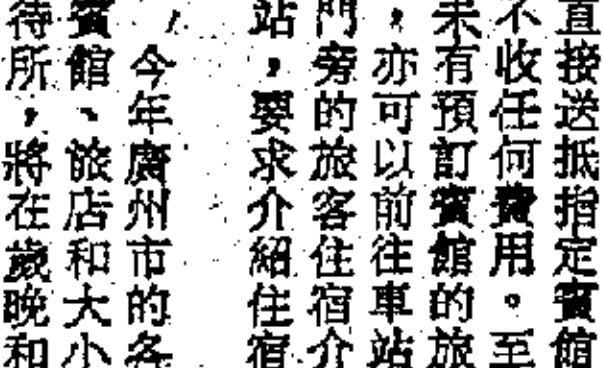 直接送抵指定賓館
不收任何費用。至
未有預訂賓館的旅
，亦可以前往車站
門旁的旅客住宿介
站，要求介紹住宿
今年廣州市的各
賓館、旅店和大小
待所，將在歲晚和